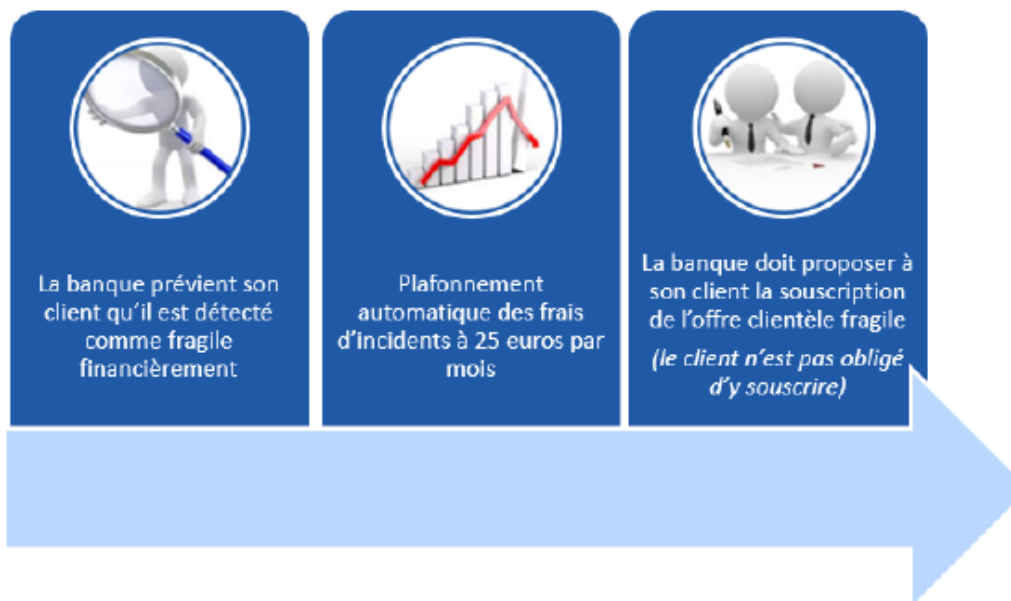 La banque prévient son
client qu'il est détecté
comme fragile
financièrement
Plafonnement
automatique des frais
d'incidents à 25 euros par
mois
La banque doit proposer à
son client la souscription
de l'offre clientèle fragile
(le client n'est pas obligé
d'y souscrire)